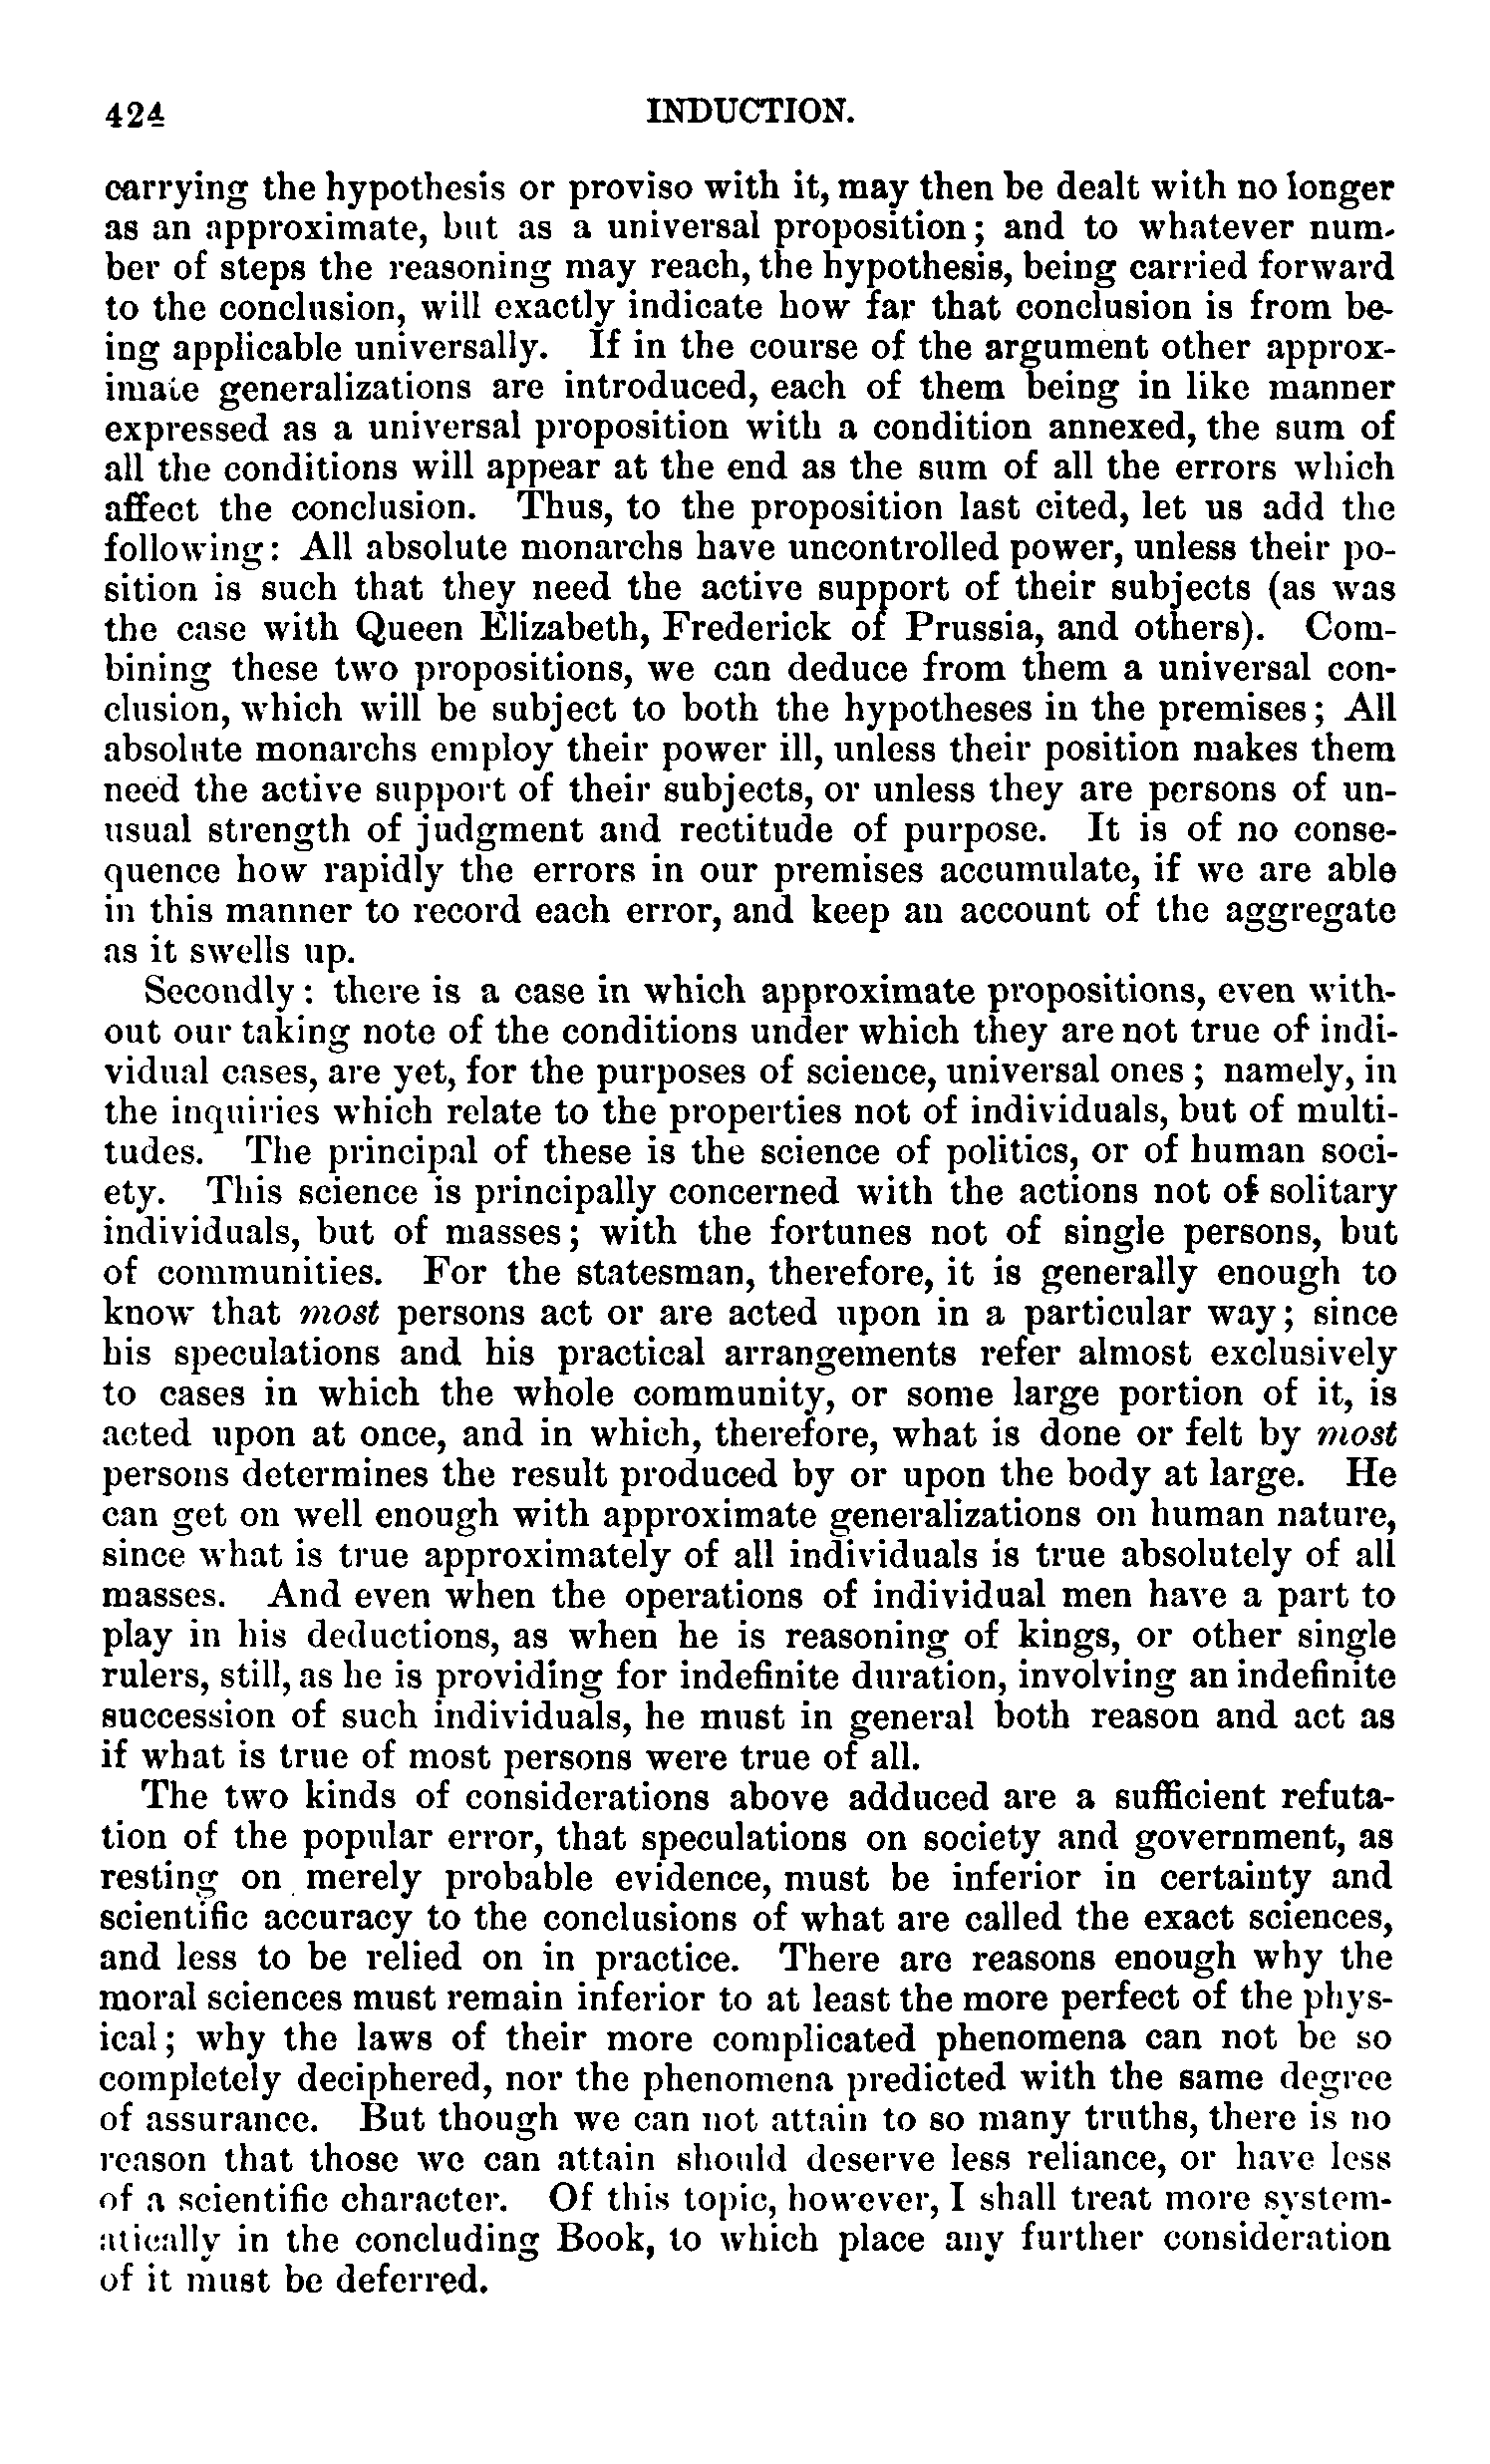 424 INDUCTION.
carrying the hypothesis or proviso with it, may then be dealt with no longer
as an approximate, but as a universal proposition; and to whatever num-
ber of steps the reasoning may reach, the hypothesis, being carried forward
to the conclusion, will exactly indicate how far that conclusion is from be-
ing applicable universally. If in the course of the argument other approx-
imate generalizations are introduced, each of them being in like manner
expressed as a universal proposition with a condition annexed, the sum of
all the conditions will appear at the end as the sum of all the errors which
affect the conclusion. Thus, to the proposition last cited, let us add the
following: All absolute monarchs have uncontrolled power, unless their po-
sition is such that they need the active support of their subjects (as was
the case with Queen Elizabeth, Frederick of Prussia, and others). Com-
bining these two propositions, we can deduce from them a universal con-
clusion, which will be subject to both the hypotheses in the premises; All
absolute monarchs employ their power ill, unless their position makes them
need the active support of their subjects, or unless they are persons of un-
usual strength of judgment and rectitude of purpose. It is of no conse-
quence how rapidly the errors in our premises accumulate, if we are able
in this manner to record each error, and keep an account of the aggregate
as it swells up.
Secondly: there is a case in which approximate propositions, even with-
out our taking note of the conditions under which they are not true of indi-
vidual cases, are yet, for the purposes of science, universal ones; namely, in
the inquiries which relate to the properties not of individuals, but of multi-
tudes. The principal of these is the science of politics, or of human soci-
ety. This science is principally concerned with the actions not of solitary
individuals, but of masses; with the fortunes not of single persons, but
of communities. For the statesman, therefore, it is generally enough to
know that most persons act or are acted upon in a particular way; since
his speculations and his practical arrangements refer almost exclusively
to cases in which the whole community, or some large portion of it, is
acted upon at once, and in which, therefore, what is done or felt by most
persons determines the result produced by or upon the body at large. He
can get on well enough with approximate generalizations on human nature,
since what is true approximately of all individuals is true absolutely of all
masses. And even when the operations of individual men have a part to
play in his deductions, as when he is reasoning of kings, or other single
rulers, still, as he is providing for indefinite duration, involving an indefinite
succession of such individuals, he must in general both reason and act as
if what is true of most persons were true of all.
The two kinds of considerations above adduced are a sufficient refuta-
tion of the popular error, that speculations on society and government, as
resting on merely probable evidence, must be inferior in certainty and
scientific accuracy to the conclusions of what are called the exact sciences,
and less to be relied on in practice. There are reasons enough why the
moral sciences must remain inferior to at least the more perfect of the phys-
ical; why the laws of their more complicated phenomena can not be so
completely deciphered, nor the phenomena predicted with the same degree
of assurance. But though we can not attain to so many truths, there is no
reason that those we can attain should deserve less reliance, or have less
of a scientific character. Of this topic, however, I shall treat more system-
atically in the concluding Book, to which place any further consideration
of it must be deferred.